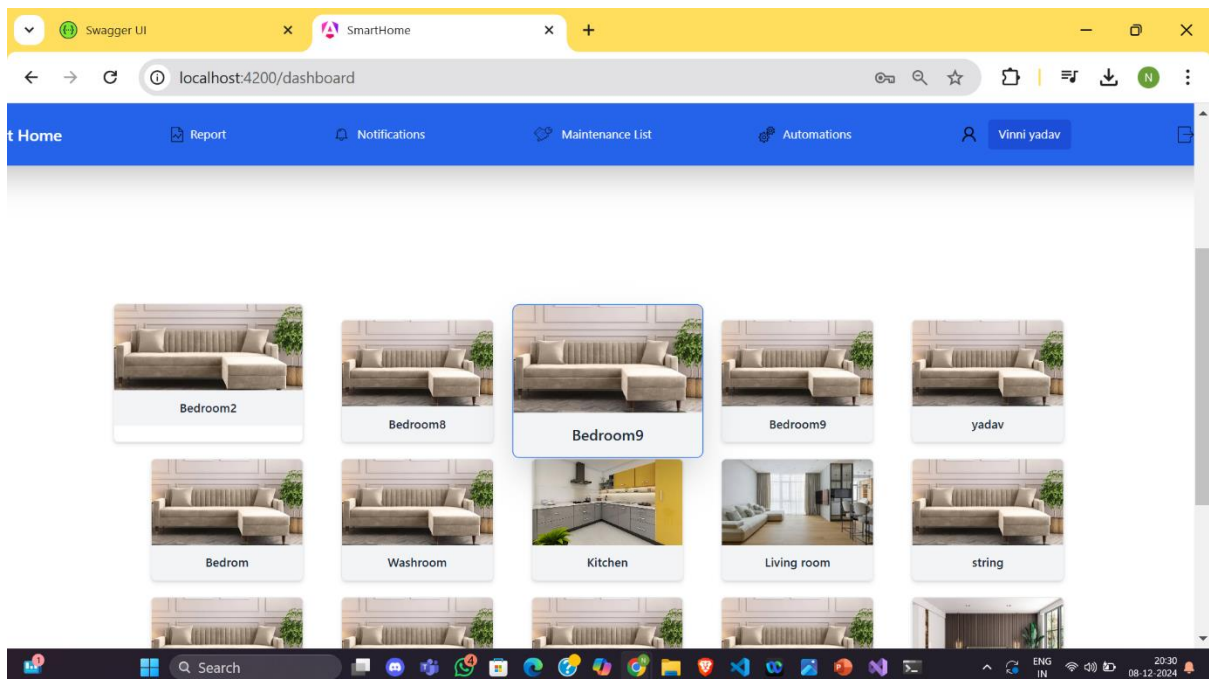 Swagger UI
SmartHome
localhost:4200/dashboard
N
t Home
Report
Notifications
Maintenance List
Automations
Vinni yadav
Bedroom2
Bedroom8
Bedroom9
Bedroom9
yadav
Bedrom
Washroom
Kitchen
Living room
string
Search
ENG
IN
20:30
08-12-2024